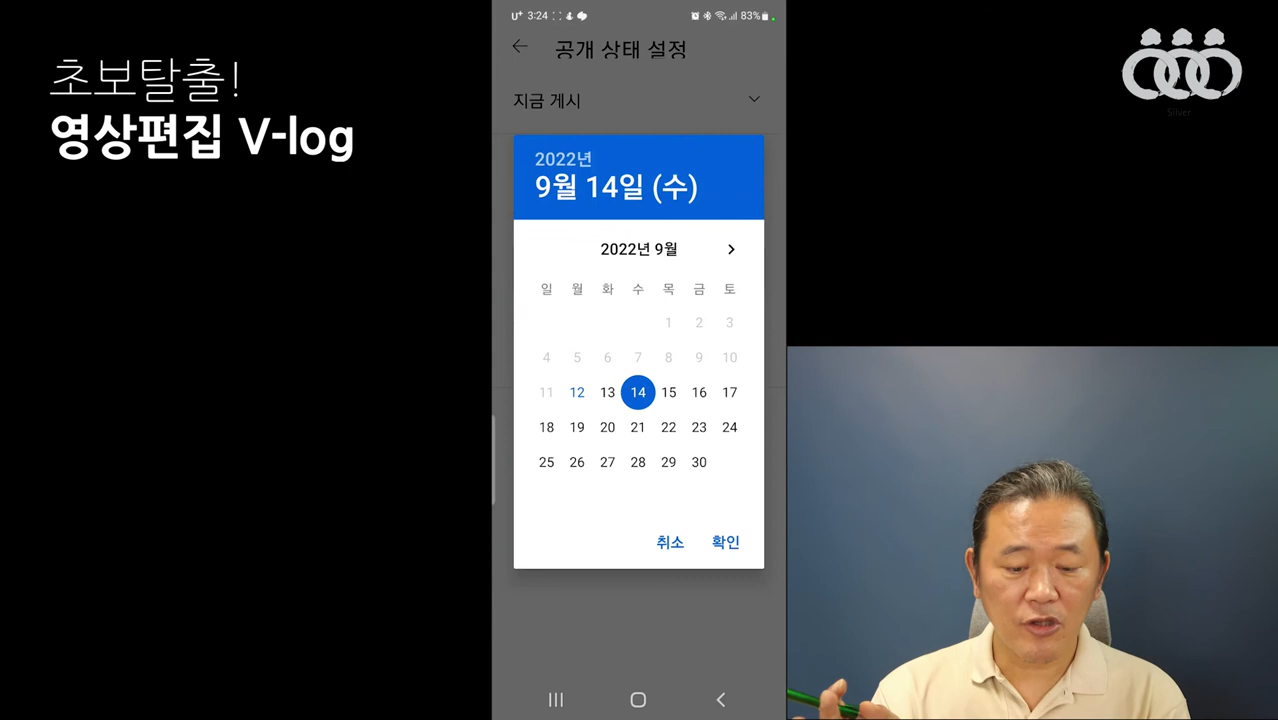 초보탈출!
영상편집 V-log
U+ 3:24
83%
공개 상태 설정
지금 게시
2022년
9월 14일 (수)
2022년 9월
일 월 화 수 목 금 토
1 2 3
4 5 6 7 8 9 10
11 12 13 14 15 16 17
18 19 20 21 22 23 24
25 26 27 28 29 30
취소 확인
Silver